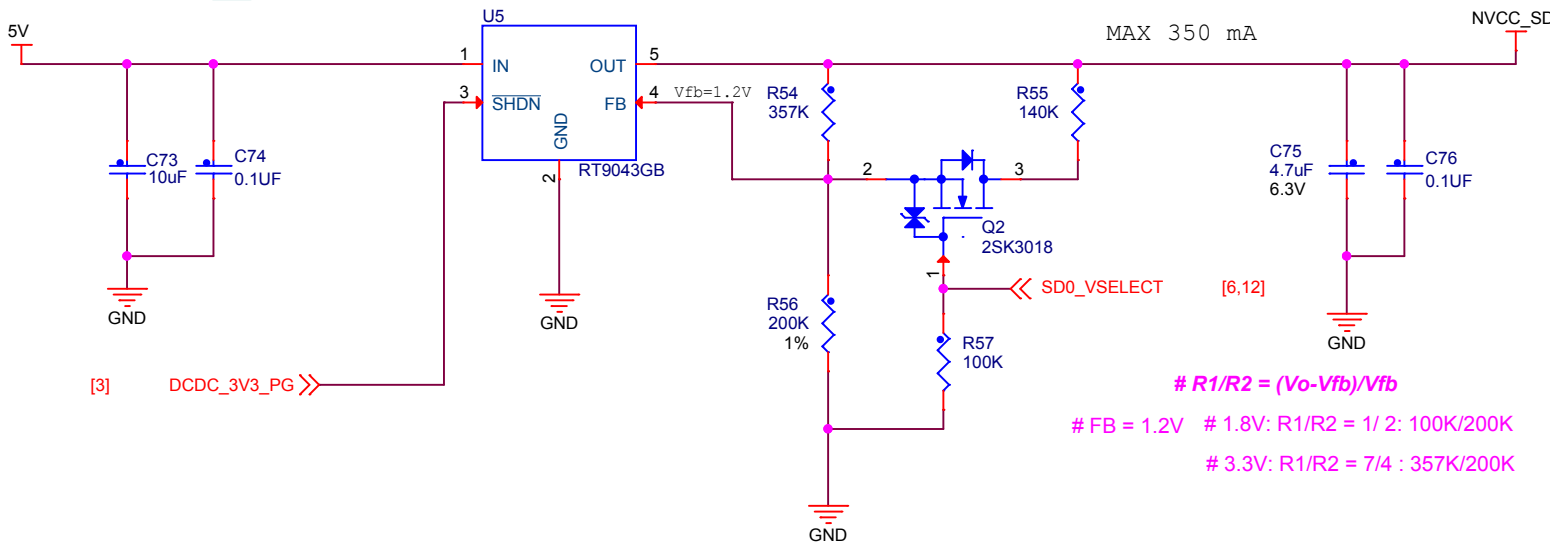 5V
U5
MAX 350 mA
NVCC_SD
1
IN
OUT
5
3
SHDN
FB
4
Vfb=1.2V
GND
2
RT9043GB
C73
10uF
C74
0.1UF
R54
357K
R55
140K
2
3
Q2
2SK3018
1
C75
4.7uF
6.3V
C76
0.1UF
SD0_VSELECT
[6,12]
R56
200K
1%
R57
100K
GND
GND
GND
[3]
DCDC_3V3_PG
# R1/R2 = (Vo-Vfb)/Vfb
# FB = 1.2V # 1.8V: R1/R2 = 1/ 2: 100K/200K
# 3.3V: R1/R2 = 7/4 : 357K/200K
GND